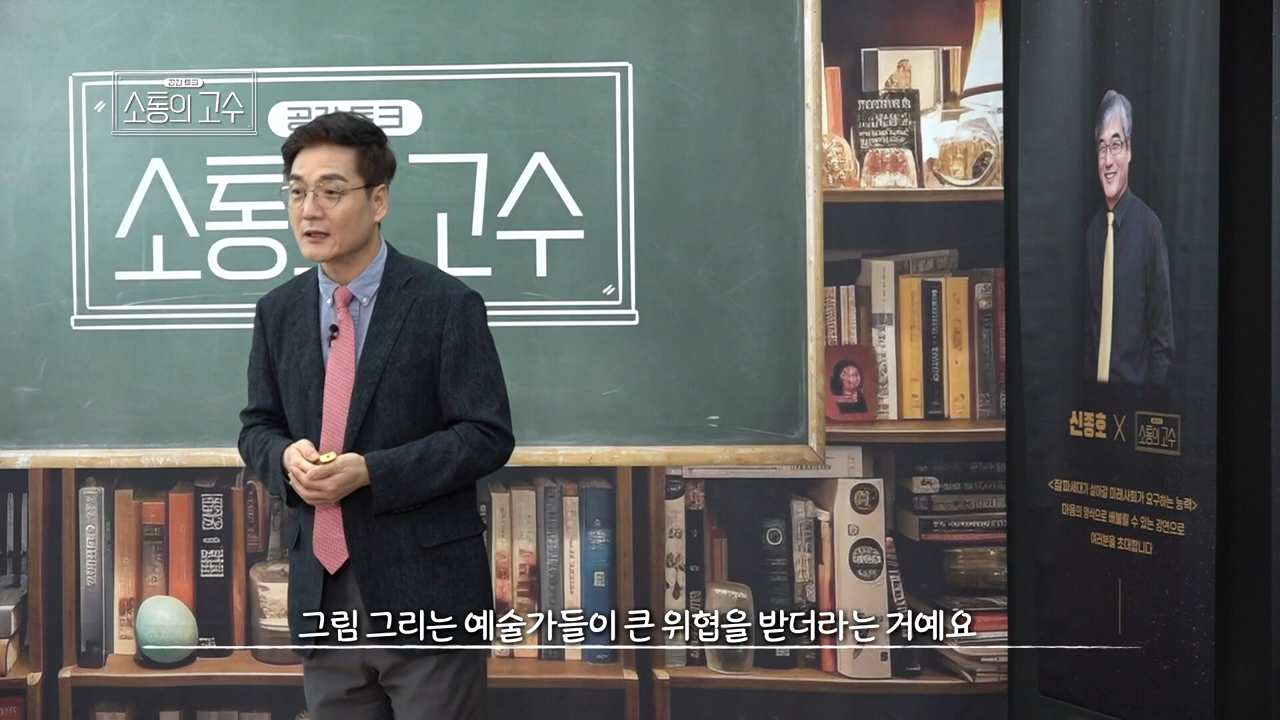 소통의 고수
공감 토크
소통 고수
신종호 X 소통의 고수
<잘파세대가 살아갈 미래사회가 요구하는 능력>
마음의 양식으로 배불릴 수 있는 강연으로
여러분을 초대합니다
그림 그리는 예술가들이 큰 위협을 받더라는 거예요